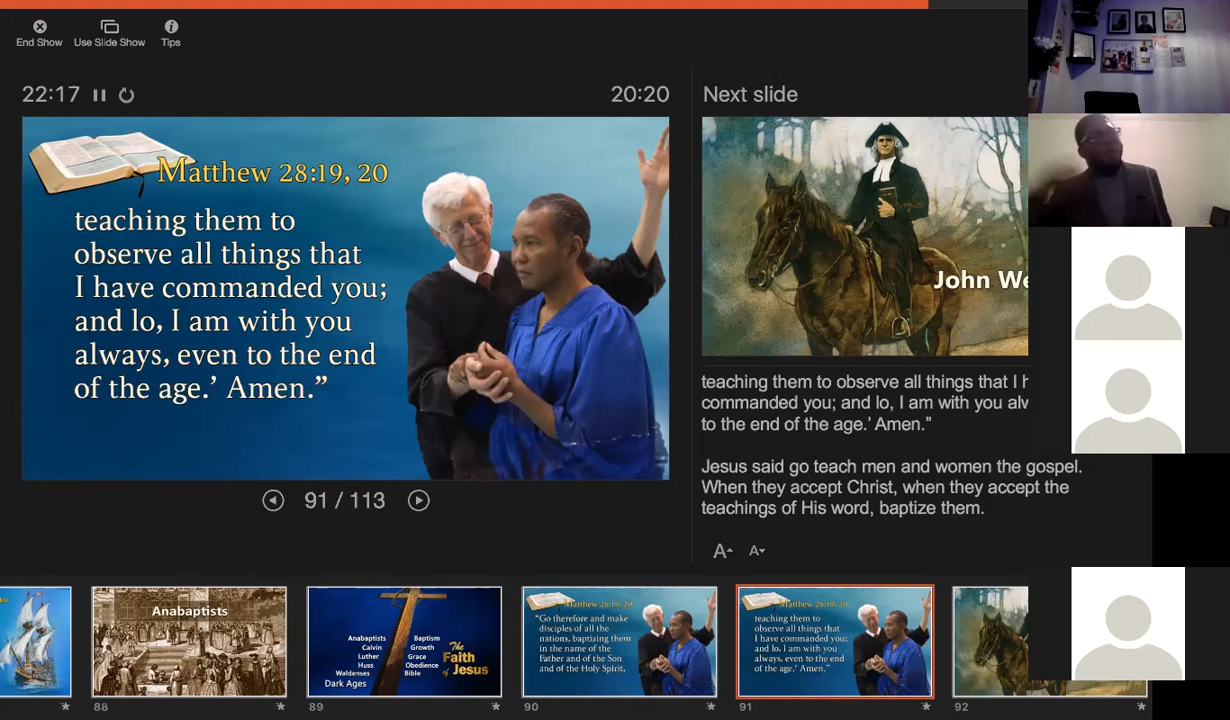 End Show
Use Slide Show
Tips
22:17
20:20
Next slide
Matthew 28:19, 20
teaching them to
observe all things that
I have commanded you;
and lo, I am with you
always, even to the end
of the age.’ Amen.”
91 / 113
John We
teaching them to observe all things that I h
commanded you; and lo, I am with you alw
to the end of the age.’ Amen.”
Jesus said go teach men and women the gospel.
When they accept Christ, when they accept the
teachings of His word, baptize them.
A A
Anabaptists
88
Anabaptists
Calvin
Luther
Huss
Waldenses
Dark Ages
Baptism
Growth
Grace
Obedience
Bible
The
Faith
of Jesus
89
Matthew 28:19, 20
“Go therefore and make
disciples of all the
nations, baptizing them
in the name of the
Father and of the Son
and of the Holy Spirit,
90
Matthew 28:19, 20
teaching them to
observe all things that
I have commanded you;
and lo, I am with you
always, even to the end
of the age.’ Amen.”
91
92